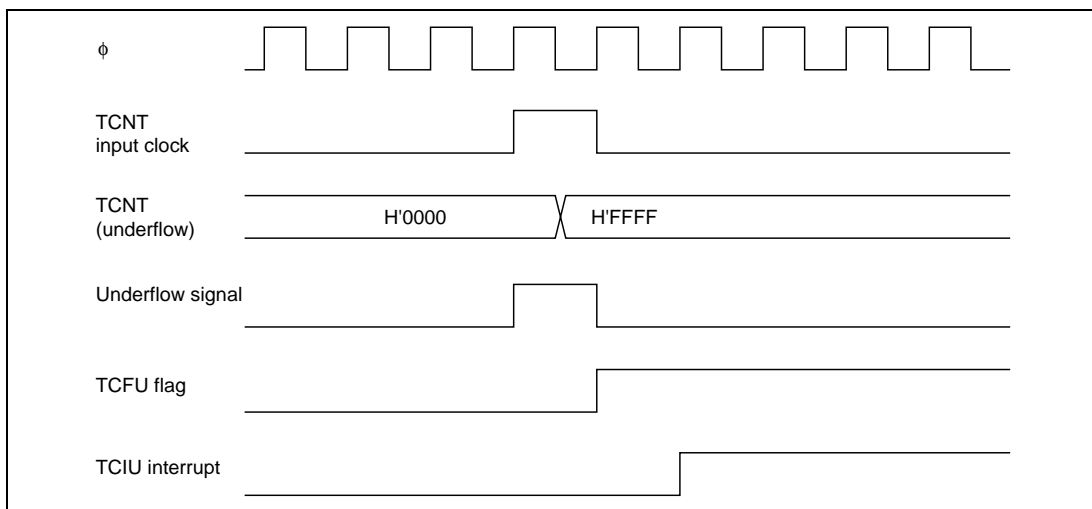 ϕ
TCNT
input clock
TCNT
(underflow)
H'0000
H'FFFF
Underflow signal
TCFU flag
TCIU interrupt